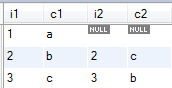 i1 c1 i2 c2
1 a NULL NULL
2 b 2 c
3 c 3 b